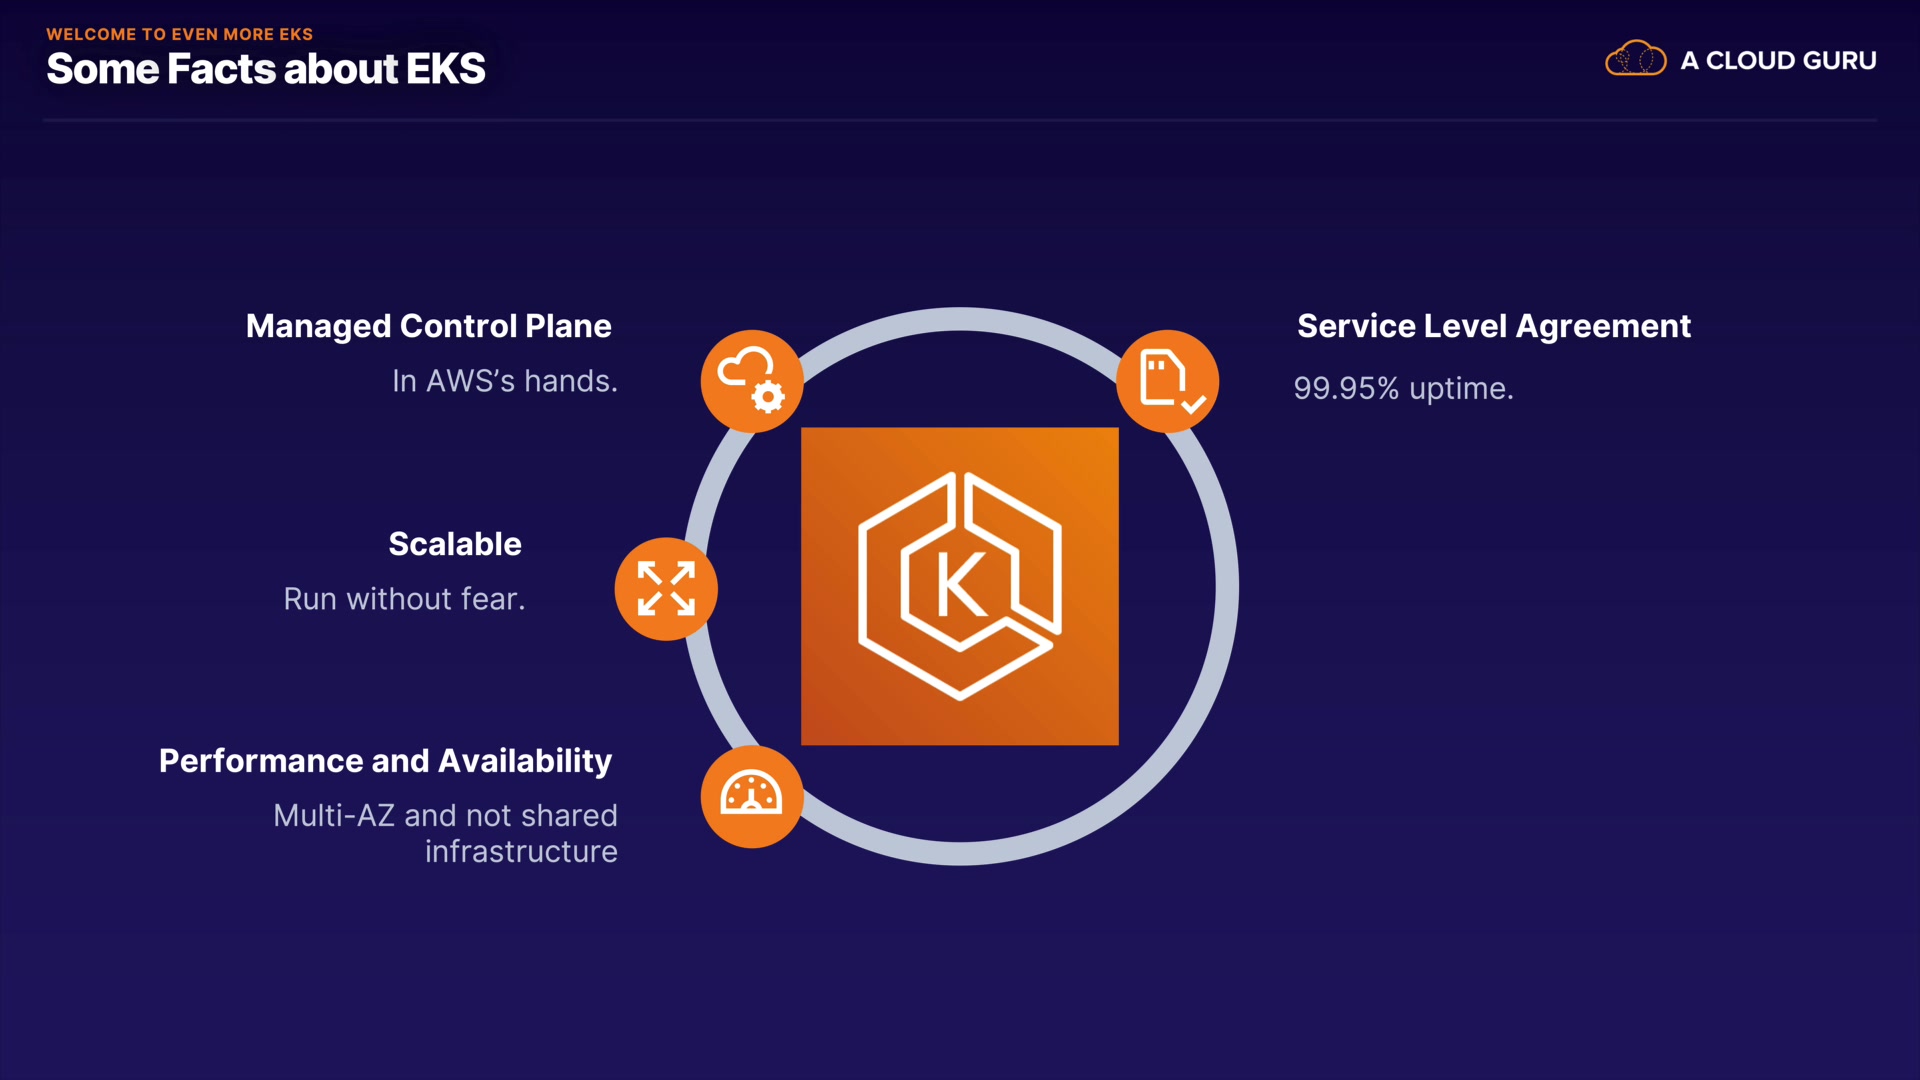 WELCOME TO EVEN MORE EKS
Some Facts about EKS
A CLOUD GURU
Managed Control Plane
In AWS’s hands.
Scalable
Run without fear.
Performance and Availability
Multi-AZ and not shared
infrastructure
K
Service Level Agreement
99.95% uptime.